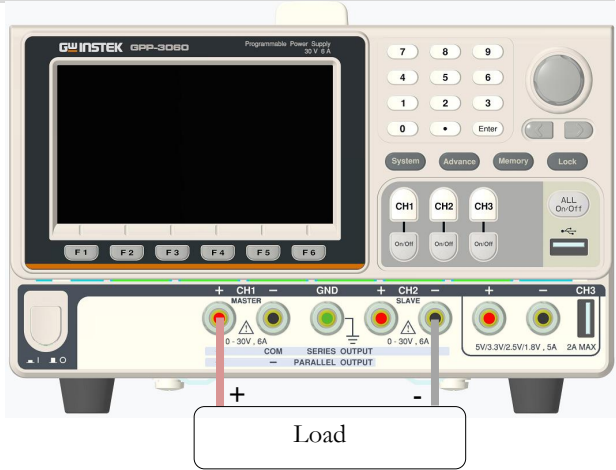 GWINSTEK GPP-3060
Programmable Power Supply
30 V 6 A
7 8 9
4 5 6
1 2 3
0 • Enter
System Advance Memory Lock
CH1 CH2 CH3
ALL
On/Off
On/Off On/Off On/Off
F 1 F 2 F 3 F 4 F 5 F 6
+ CH1 − GND + CH2 − + − CH3
MASTER SLAVE
0 - 30V , 6A 0 - 30V , 6A
5V/3.3V/2.5V/1.8V , 5A 2A MAX
COM SERIES OUTPUT
− PARALLEL OUTPUT
I O
+ -
Load